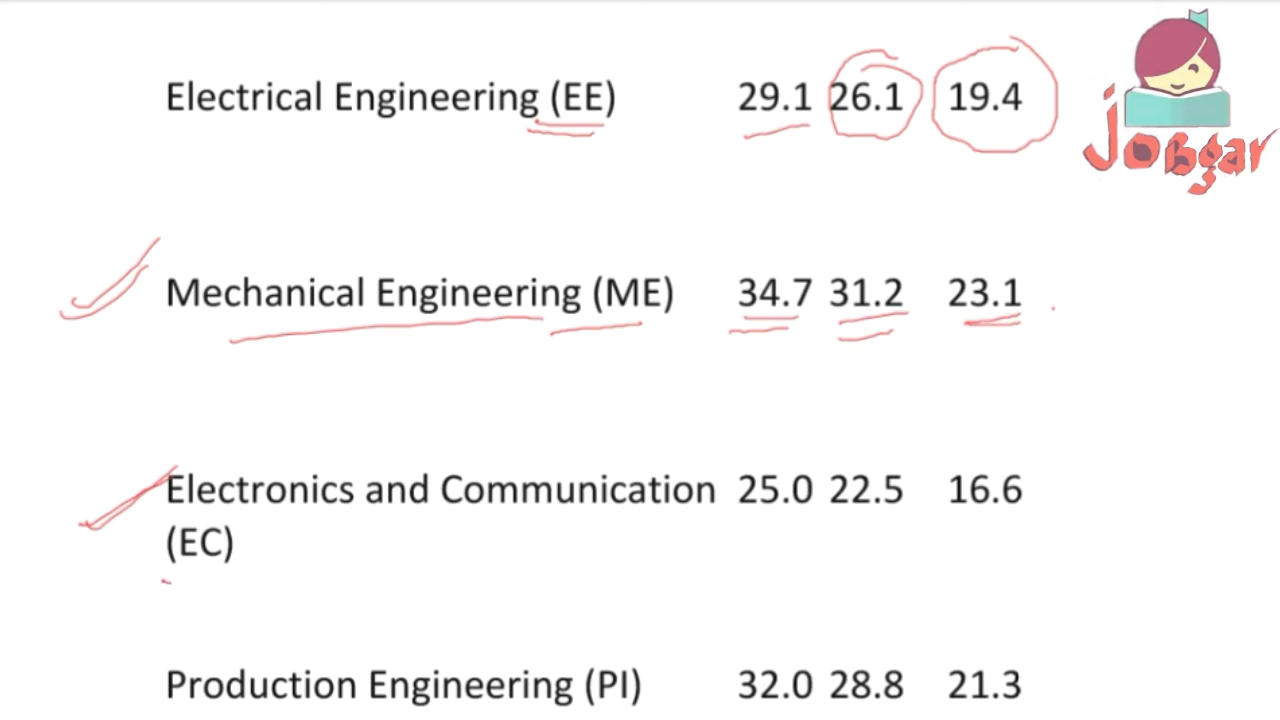 Electrical Engineering (EE) 29.1 26.1 19.4
Jobgar
Mechanical Engineering (ME) 34.7 31.2 23.1
Electronics and Communication 25.0 22.5 16.6
(EC)
Production Engineering (PI) 32.0 28.8 21.3